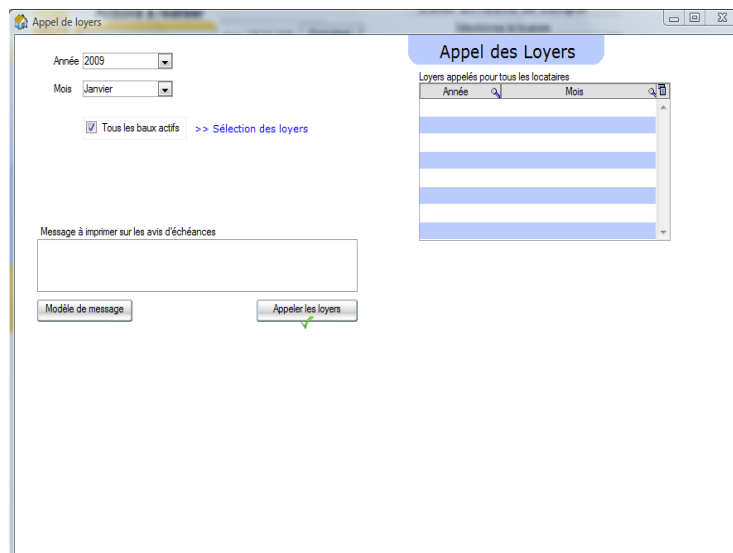 Appel de loyers
Appel des Loyers
Année 2009
Mois Janvier
Tous les baux actifs >> Sélection des loyers
Loyers appelés pour tous les locataires
Année Mois
Message à imprimer sur les avis d'échéances
Modèle de message
Appeler les loyers